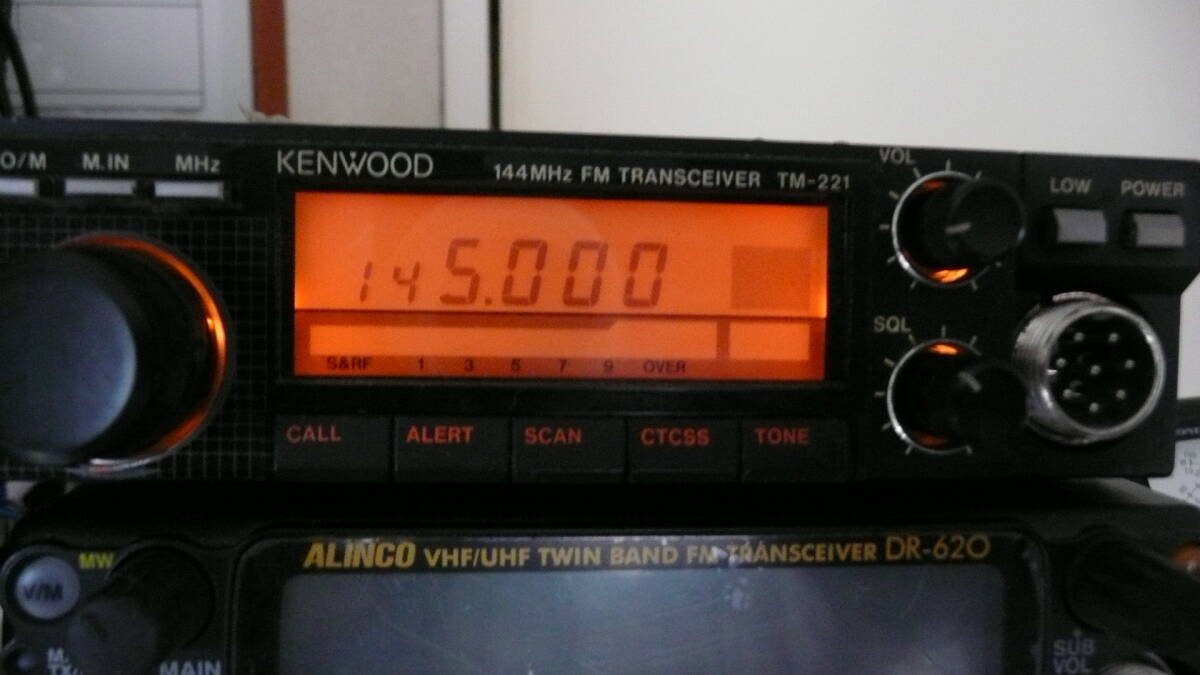 O/M M.IN MHz KENWOOD 144MHz FM TRANSCEIVER TM-221 VOL LOW POWER
145.000
SQL
S&RF 1 3 5 7 9 OVER
CALL ALERT SCAN CTCSS TONE
ALINCO VHF/UHF TWIN BAND FM TRANSCEIVER DR-620
MW
V/M
MAIN
SUB
VOL